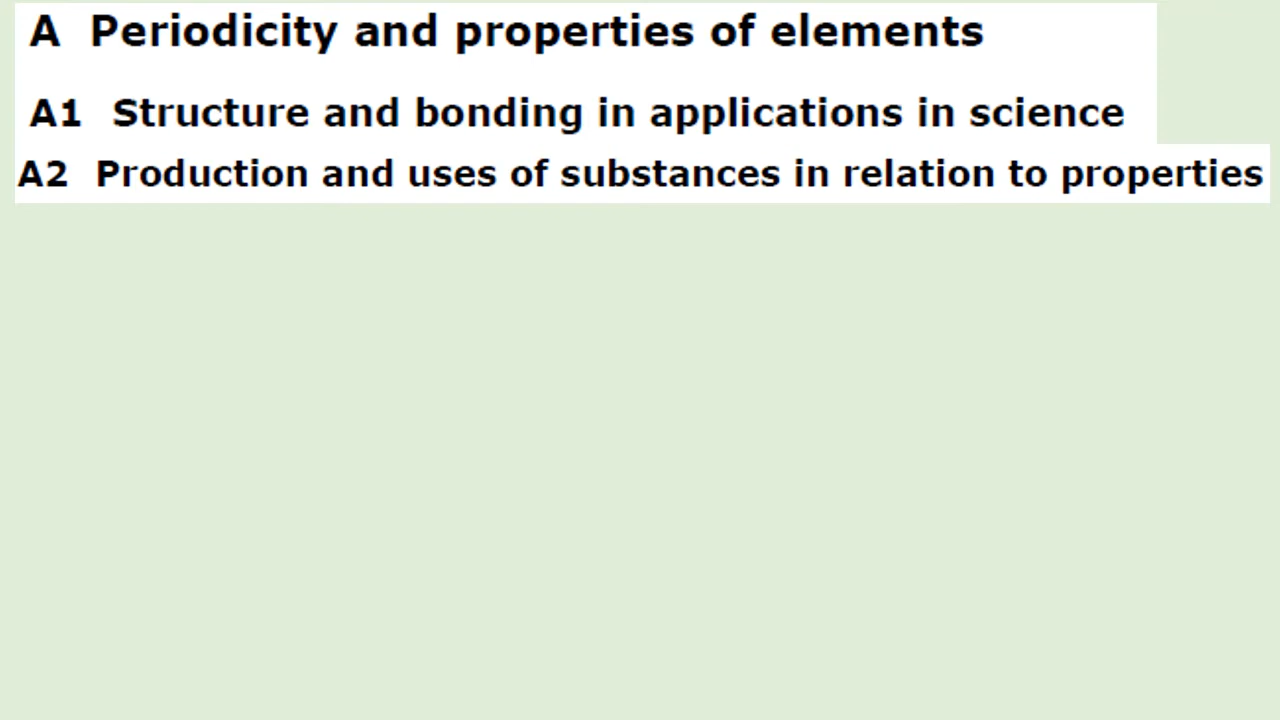 A Periodicity and properties of elements
A1 Structure and bonding in applications in science
A2 Production and uses of substances in relation to properties